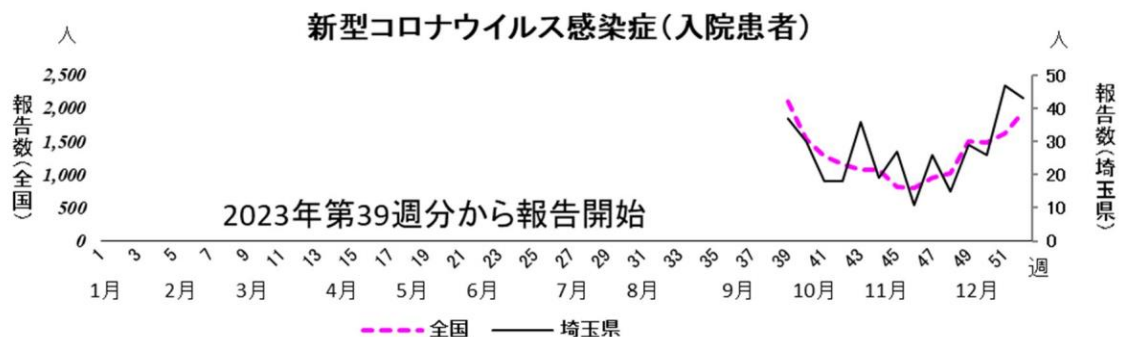 新型コロナウイルス感染症（入院患者）
人
人
2,500
2,000
1,500
1,000
500
0
報告数（全国）
50
40
30
20
10
0
報告数（埼玉県）
2023年第39週分から報告開始
1 3 5 7 9 11 13 15 17 19 21 23 25 27 29 31 33 35 37 39 41 43 45 47 49 51 週
1月 2月 3月 4月 5月 6月 7月 8月 9月 10月 11月 12月
全国 埼玉県